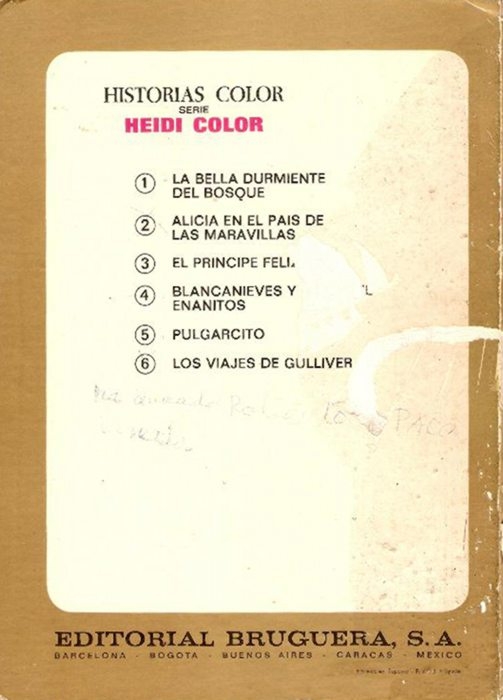 HISTORIAS COLOR
SERIE
HEIDI COLOR
1 LA BELLA DURMIENTE
DEL BOSQUE
2 ALICIA EN EL PAIS DE
LAS MARAVILLAS
3 EL PRINCIPE
4 BLANCANIEVES Y
ENANITOS
5 PULGARCITO
6 LOS VIAJES DE GULLIVER
PACO
EDITORIAL BRUGUERA, S.A.
BARCELONA - BOGOTA - BUENOS AIRES - CARACAS - MEXICO